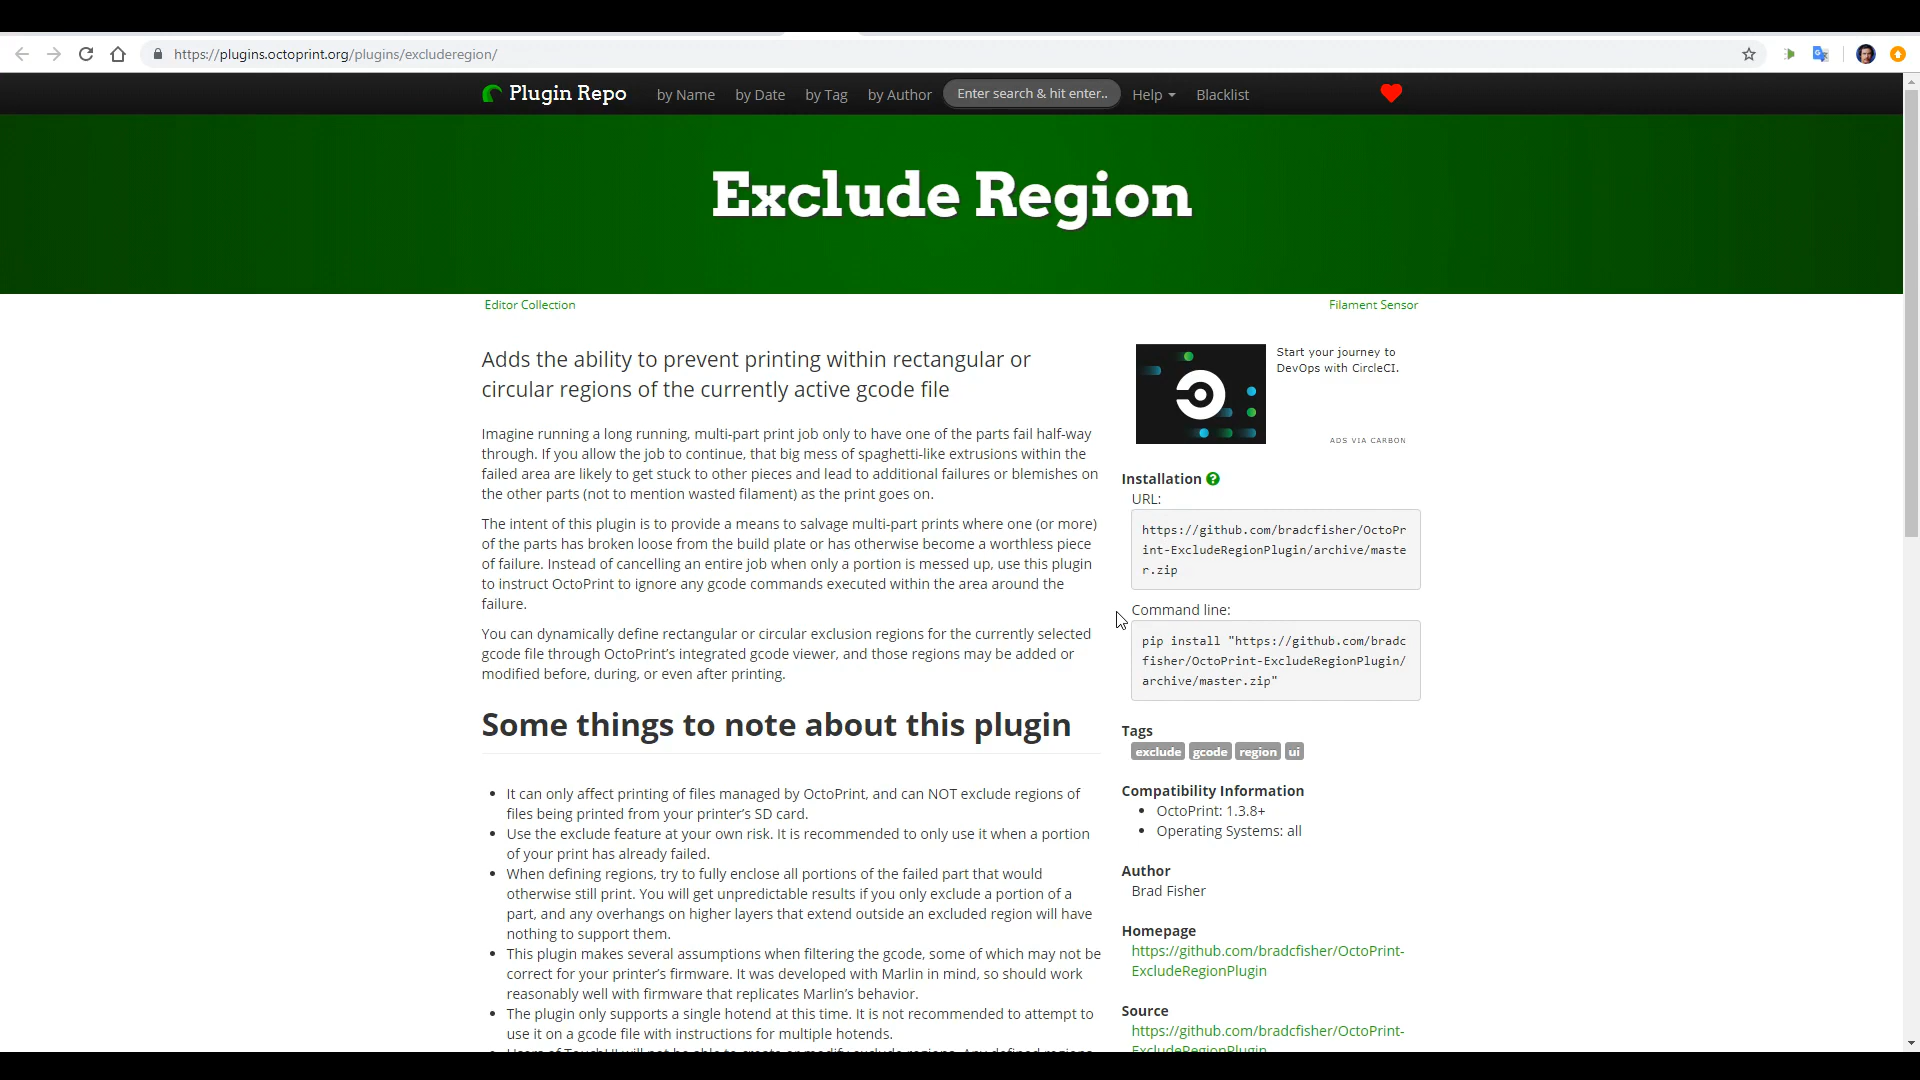 https://plugins.octoprint.org/plugins/excluderegion/
Plugin Repo by Name by Date by Tag by Author Enter search & hit enter.. Help Blacklist
Exclude Region
Editor Collection
Filament Sensor
Adds the ability to prevent printing within rectangular or
circular regions of the currently active gcode file
Imagine running a long running, multi-part print job only to have one of the parts fail half-way
through. If you allow the job to continue, that big mess of spaghetti-like extrusions within the
failed area are likely to get stuck to other pieces and lead to additional failures or blemishes on
the other parts (not to mention wasted filament) as the print goes on.
The intent of this plugin is to provide a means to salvage multi-part prints where one (or more)
of the parts has broken loose from the build plate or has otherwise become a worthless piece
of failure. Instead of cancelling an entire job when only a portion is messed up, use this plugin
to instruct OctoPrint to ignore any gcode commands executed within the area around the
failure.
You can dynamically define rectangular or circular exclusion regions for the currently selected
gcode file through OctoPrint's integrated gcode viewer, and those regions may be added or
modified before, during, or even after printing.
Some things to note about this plugin
It can only affect printing of files managed by OctoPrint, and can NOT exclude regions of
files being printed from your printer's SD card.
Use the exclude feature at your own risk. It is recommended to only use it when a portion
of your print has already failed.
When defining regions, try to fully enclose all portions of the failed part that would
otherwise still print. You will get unpredictable results if you only exclude a portion of a
part, and any overhangs on higher layers that extend outside an excluded region will have
nothing to support them.
This plugin makes several assumptions when filtering the gcode, some of which may not be
correct for your printer's firmware. It was developed with Marlin in mind, so should work
reasonably well with firmware that replicates Marlin's behavior.
The plugin only supports a single hotend at this time. It is not recommended to attempt to
use it on a gcode file with instructions for multiple hotends.
Start your journey to
DevOps with CircleCI.
ADS VIA CARBON
Installation ?
URL:
https://github.com/bradcfisher/OctoPr
int-ExcludeRegionPlugin/archive/maste
r.zip
Command line:
pip install "https://github.com/bradc
fisher/OctoPrint-ExcludeRegionPlugin/
archive/master.zip"
Tags
exclude gcode region ui
Compatibility Information
OctoPrint: 1.3.8+
Operating Systems: all
Author
Brad Fisher
Homepage
https://github.com/bradcfisher/OctoPrint-
ExcludeRegionPlugin
Source
https://github.com/bradcfisher/OctoPrint-
ExcludeRegionPlugin